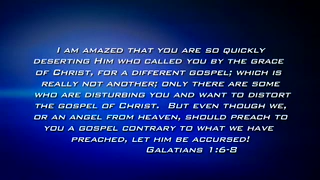 I am amazed that you are so quickly
deserting Him who called you by the grace
of Christ, for a different gospel; which is
really not another; only there are some
who are disturbing you and want to distort
the gospel of Christ. But even though we,
or an angel from heaven, should preach to
you a gospel contrary to what we have
preached, let him be accursed!
Galatians 1:6-8